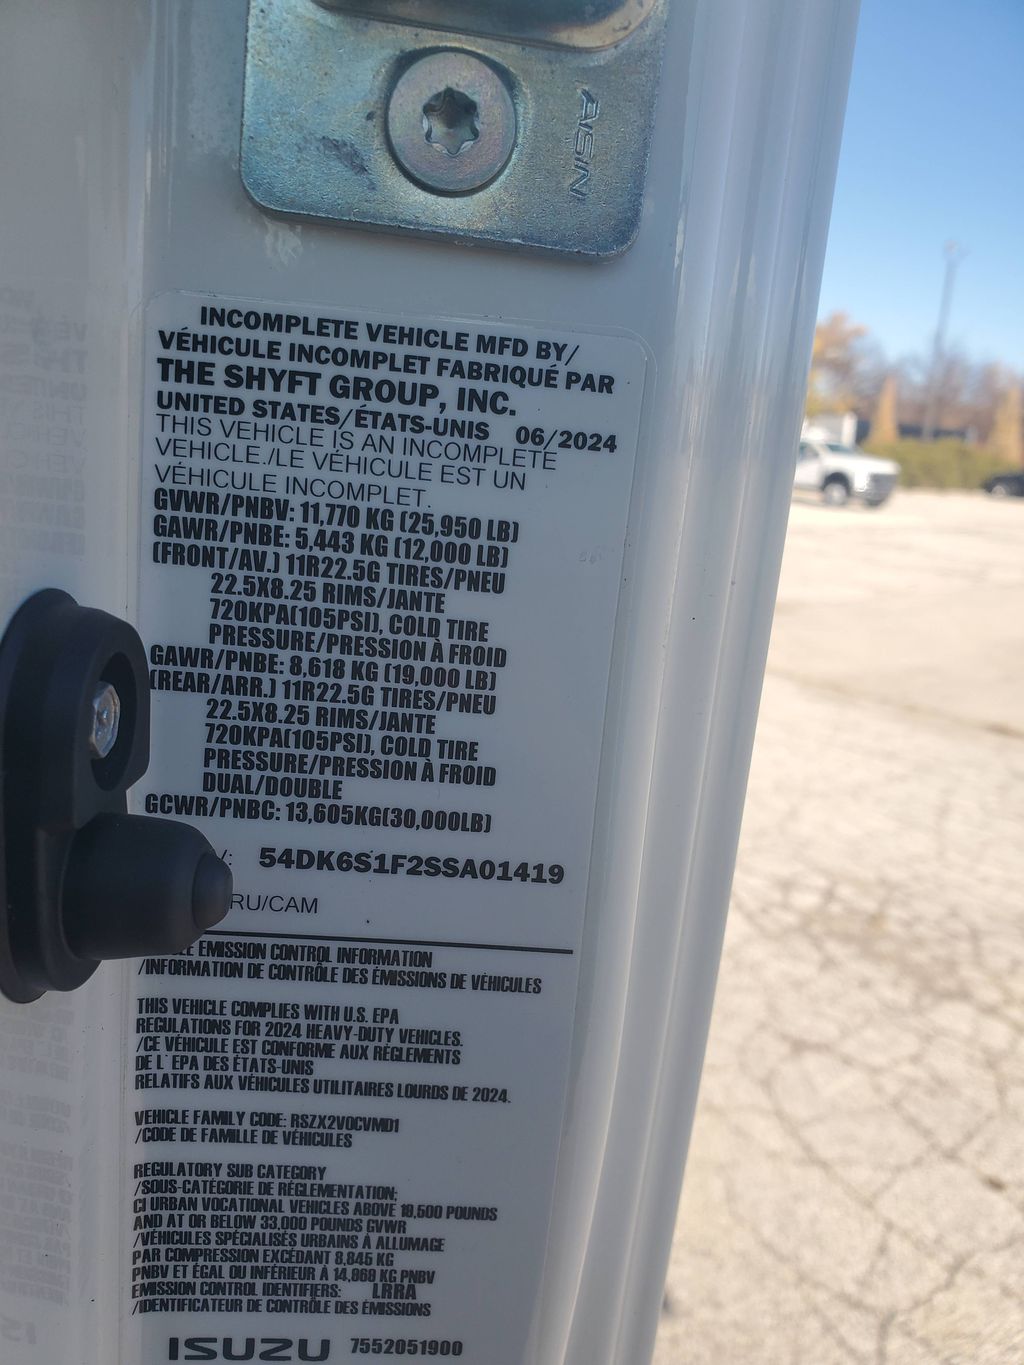 AISIN
INCOMPLETE VEHICLE MFD BY/
VÉHICULE INCOMPLET FABRIQUÉ PAR
THE SHYFT GROUP, INC.
UNITED STATES/ÉTATS-UNIS 06/2024
THIS VEHICLE IS AN INCOMPLETE
VEHICLE./LE VÉHICULE EST UN
VÉHICULE INCOMPLET.
GVWR/PNBV: 11,770 KG (25,950 LB)
GAWR/PNBE: 5,443 KG (12,000 LB)
(FRONT/AV.) 11R22.5G TIRES/PNEU
22.5X8.25 RIMS/JANTE
720KPA(105PSI), COLD TIRE
PRESSURE/PRESSION À FROID
GAWR/PNBE: 8,618 KG (19,000 LB)
(REAR/ARR.) 11R22.5G TIRES/PNEU
22.5X8.25 RIMS/JANTE
720KPA(105PSI), COLD TIRE
PRESSURE/PRESSION À FROID
DUAL/DOUBLE
GCWR/PNBC: 13,605KG(30,000LB)
54DK6S1F2SSA01419
RU/CAM
EMISSION CONTROL INFORMATION
/INFORMATION DE CONTRÔLE DES ÉMISSIONS DE VÉHICULES
THIS VEHICLE COMPLIES WITH U.S. EPA
REGULATIONS FOR 2024 HEAVY-DUTY VEHICLES.
/CE VÉHICULE EST CONFORME AUX RÈGLEMENTS
DE L' EPA DES ÉTATS-UNIS
RELATIFS AUX VÉHICULES UTILITAIRES LOURDS DE 2024.
VEHICLE FAMILY CODE: RSZX2VOCVMD1
/CODE DE FAMILLE DE VÉHICULES
REGULATORY SUB CATEGORY
/SOUS-CATÉGORIE DE RÉGLEMENTATION:
CI URBAN VOCATIONAL VEHICLES ABOVE 19,500 POUNDS
AND AT OR BELOW 33,000 POUNDS GVWR
/VÉHICULES SPÉCIALISÉS URBAINS À ALLUMAGE
PAR COMPRESSION EXCÉDANT 8,845 KG
PNBV ET ÉGAL OU INFÉRIEUR À 14,968 KG PNBV
EMISSION CONTROL IDENTIFIERS: LRRA
/IDENTIFICATEUR DE CONTRÔLE DES ÉMISSIONS
ISUZU 7552051900